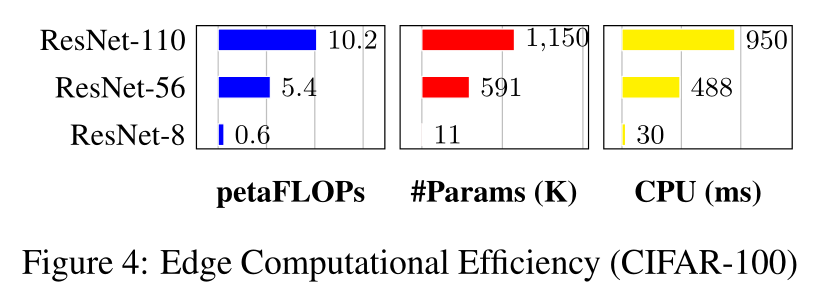 ResNet-110 10.2 1,150 950
ResNet-56 5.4 591 488
ResNet-8 0.6 11 30
petaFLOPs #Params (K) CPU (ms)
Figure 4: Edge Computational Efficiency (CIFAR-100)